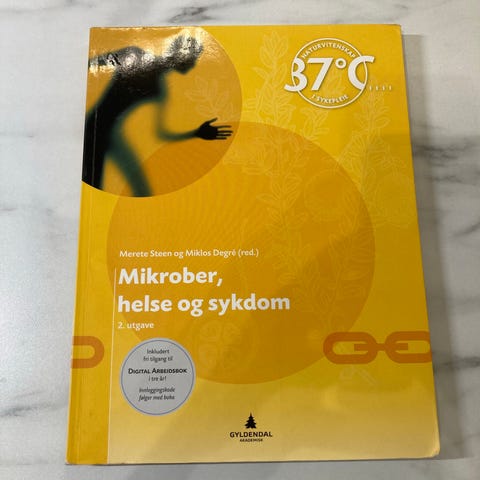 NATURVITENSKAP
37°C....
I SYKEPLEIE
Merete Steen og Miklos Degré (red.)
Mikrober,
helse og sykdom
2. utgave
Inkludert
fri tilgang til
DIGITAL ARBEIDSBOK
i tre år!
Innloggingskode
følger med boka
GYLDENDAL
AKADEMISK